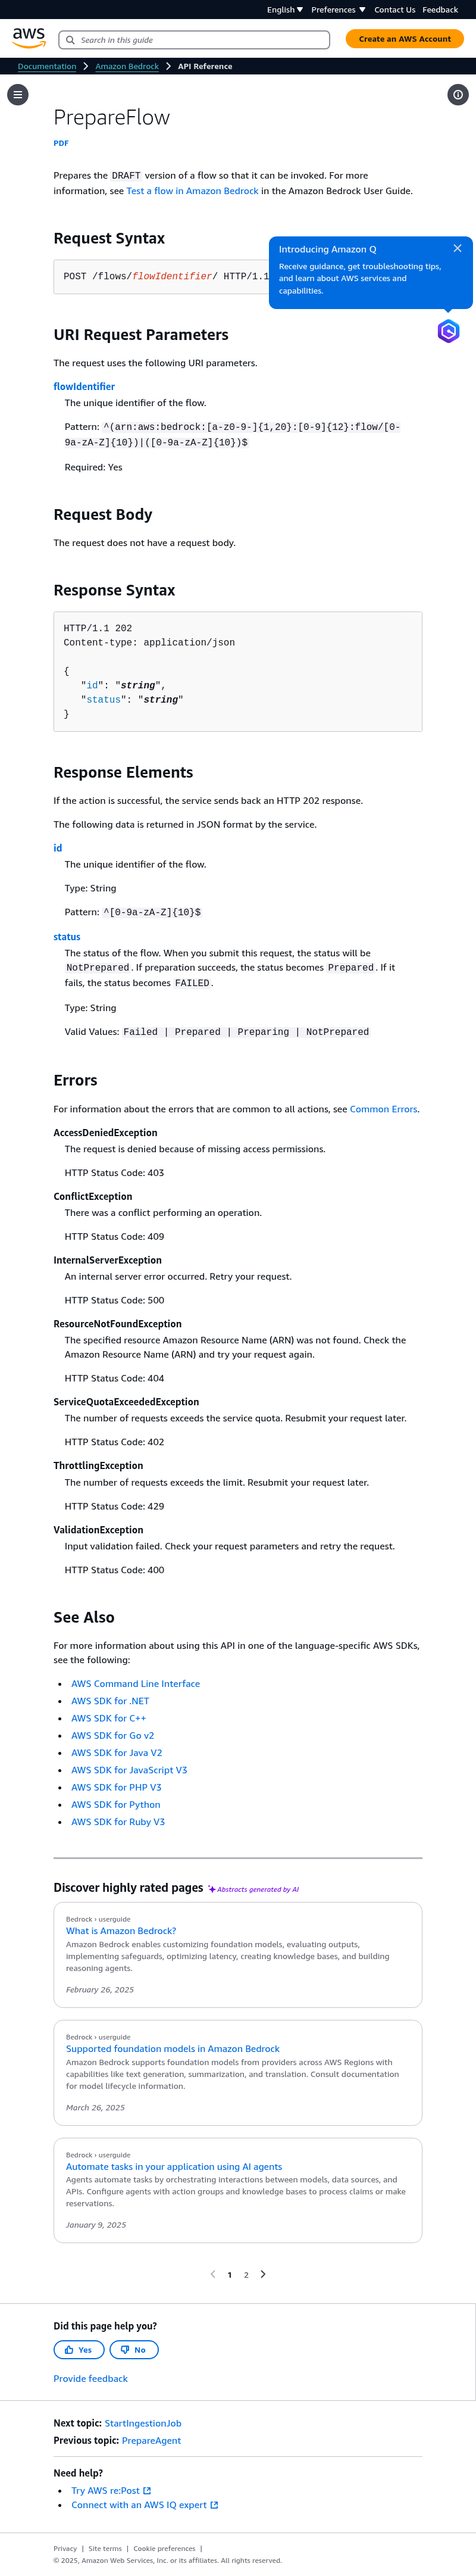 English Preferences Contact Us Feedback
aws
Search in this guide
Create an AWS Account
Documentation Amazon Bedrock API Reference
PrepareFlow
PDF
Prepares the DRAFT version of a flow so that it can be invoked. For more
information, see Test a flow in Amazon Bedrock in the Amazon Bedrock User Guide.
Request Syntax
POST /flows/flowIdentifier/ HTTP/1.1
Introducing Amazon Q
Receive guidance, get troubleshooting tips,
and learn about AWS services and
capabilities.
URI Request Parameters
The request uses the following URI parameters.
flowIdentifier
The unique identifier of the flow.
Pattern: ^(arn:aws:bedrock:[a-z0-9-]{1,20}:[0-9]{12}:flow/[0-
9a-zA-Z]{10})|([0-9a-zA-Z]{10})$
Required: Yes
Request Body
The request does not have a request body.
Response Syntax
HTTP/1.1 202
Content-type: application/json
{
"id": "string",
"status": "string"
}
Response Elements
If the action is successful, the service sends back an HTTP 202 response.
The following data is returned in JSON format by the service.
id
The unique identifier of the flow.
Type: String
Pattern: ^[0-9a-zA-Z]{10}$
status
The status of the flow. When you submit this request, the status will be
NotPrepared. If preparation succeeds, the status becomes Prepared. If it
fails, the status becomes FAILED.
Type: String
Valid Values: Failed | Prepared | Preparing | NotPrepared
Errors
For information about the errors that are common to all actions, see Common Errors.
AccessDeniedException
The request is denied because of missing access permissions.
HTTP Status Code: 403
ConflictException
There was a conflict performing an operation.
HTTP Status Code: 409
InternalServerException
An internal server error occurred. Retry your request.
HTTP Status Code: 500
ResourceNotFoundException
The specified resource Amazon Resource Name (ARN) was not found. Check the
Amazon Resource Name (ARN) and try your request again.
HTTP Status Code: 404
ServiceQuotaExceededException
The number of requests exceeds the service quota. Resubmit your request later.
HTTP Status Code: 402
ThrottlingException
The number of requests exceeds the limit. Resubmit your request later.
HTTP Status Code: 429
ValidationException
Input validation failed. Check your request parameters and retry the request.
HTTP Status Code: 400
See Also
For more information about using this API in one of the language-specific AWS SDKs,
see the following:
AWS Command Line Interface
AWS SDK for .NET
AWS SDK for C++
AWS SDK for Go v2
AWS SDK for Java V2
AWS SDK for JavaScript V3
AWS SDK for PHP V3
AWS SDK for Python
AWS SDK for Ruby V3
Discover highly rated pages Abstracts generated by AI
Bedrock › userguide
What is Amazon Bedrock?
Amazon Bedrock enables customizing foundation models, evaluating outputs,
implementing safeguards, optimizing latency, creating knowledge bases, and building
reasoning agents.
February 26, 2025
Bedrock › userguide
Supported foundation models in Amazon Bedrock
Amazon Bedrock supports foundation models from providers across AWS Regions with
capabilities like text generation, summarization, and translation. Consult documentation
for model lifecycle information.
March 26, 2025
Bedrock › userguide
Automate tasks in your application using AI agents
Agents automate tasks by orchestrating interactions between models, data sources, and
APIs. Configure agents with action groups and knowledge bases to process claims or make
reservations.
January 9, 2025
1 2
Did this page help you?
Yes No
Provide feedback
Next topic: StartIngestionJob
Previous topic: PrepareAgent
Need help?
Try AWS re:Post
Connect with an AWS IQ expert
Privacy | Site terms | Cookie preferences |
© 2025, Amazon Web Services, Inc. or its affiliates. All rights reserved.